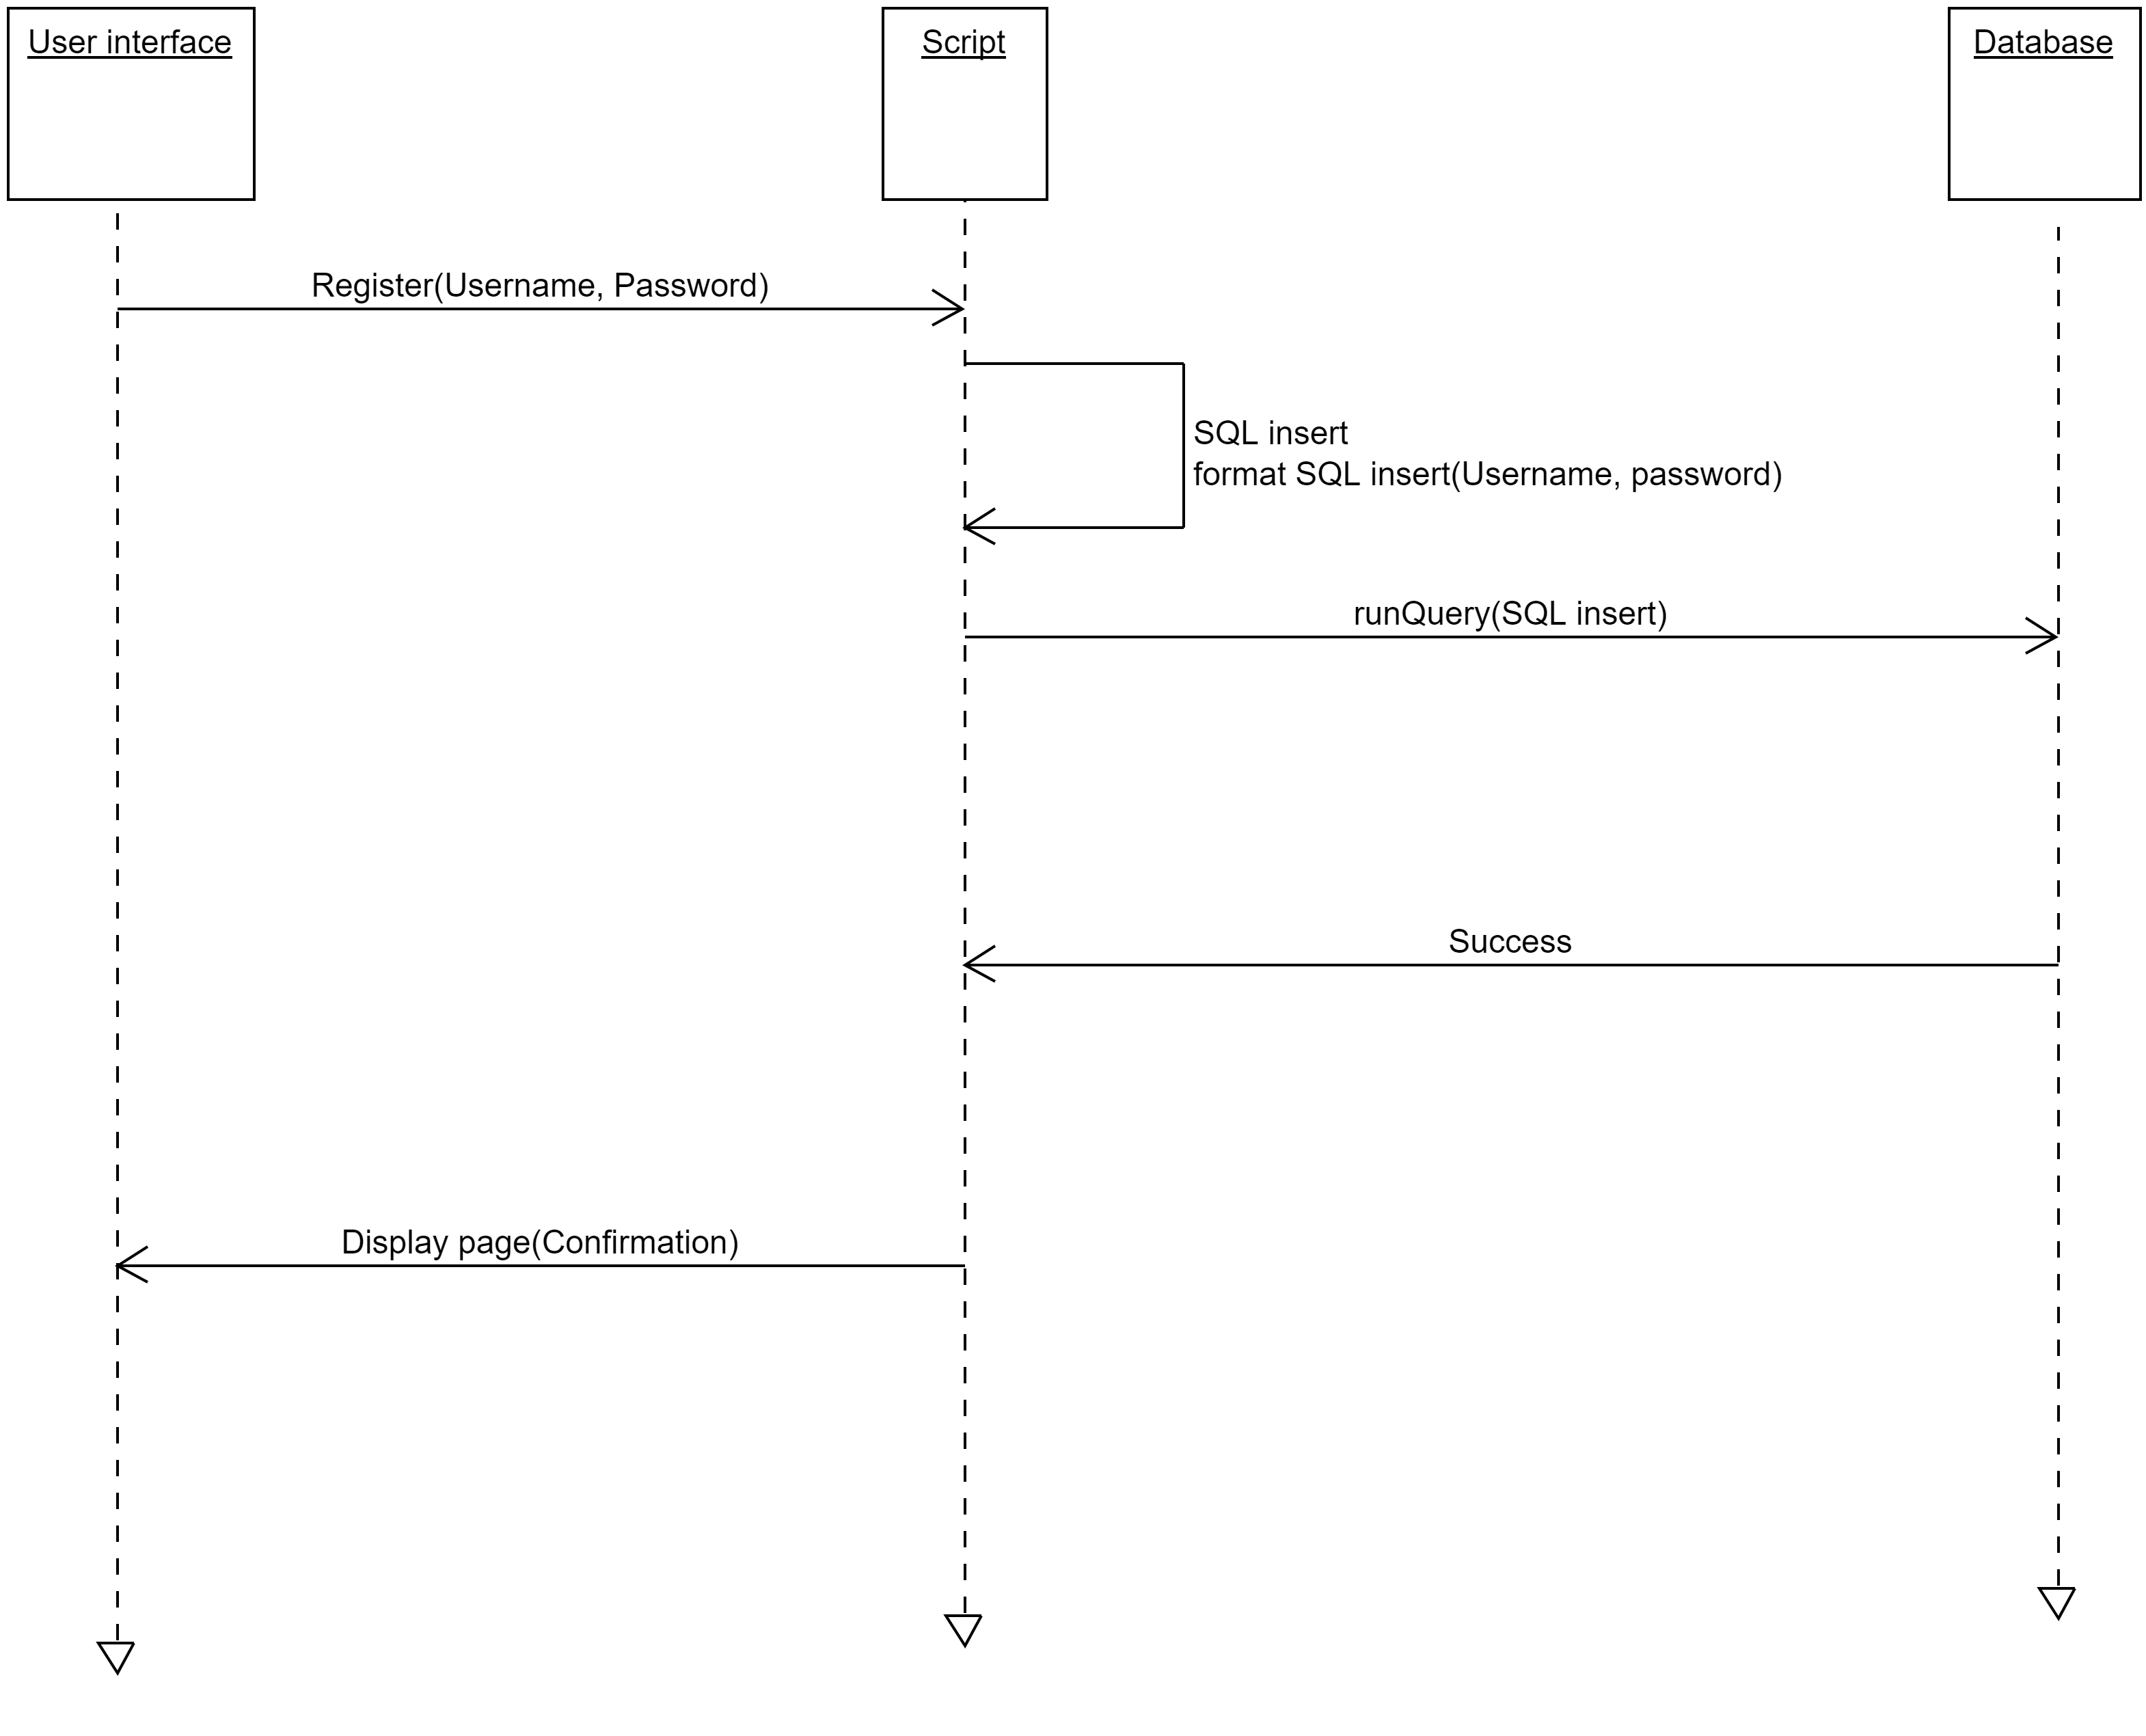 User interface
Script
Database
Register(Username, Password)
SQL insert
format SQL insert(Username, password)
runQuery(SQL insert)
Success
Display page(Confirmation)